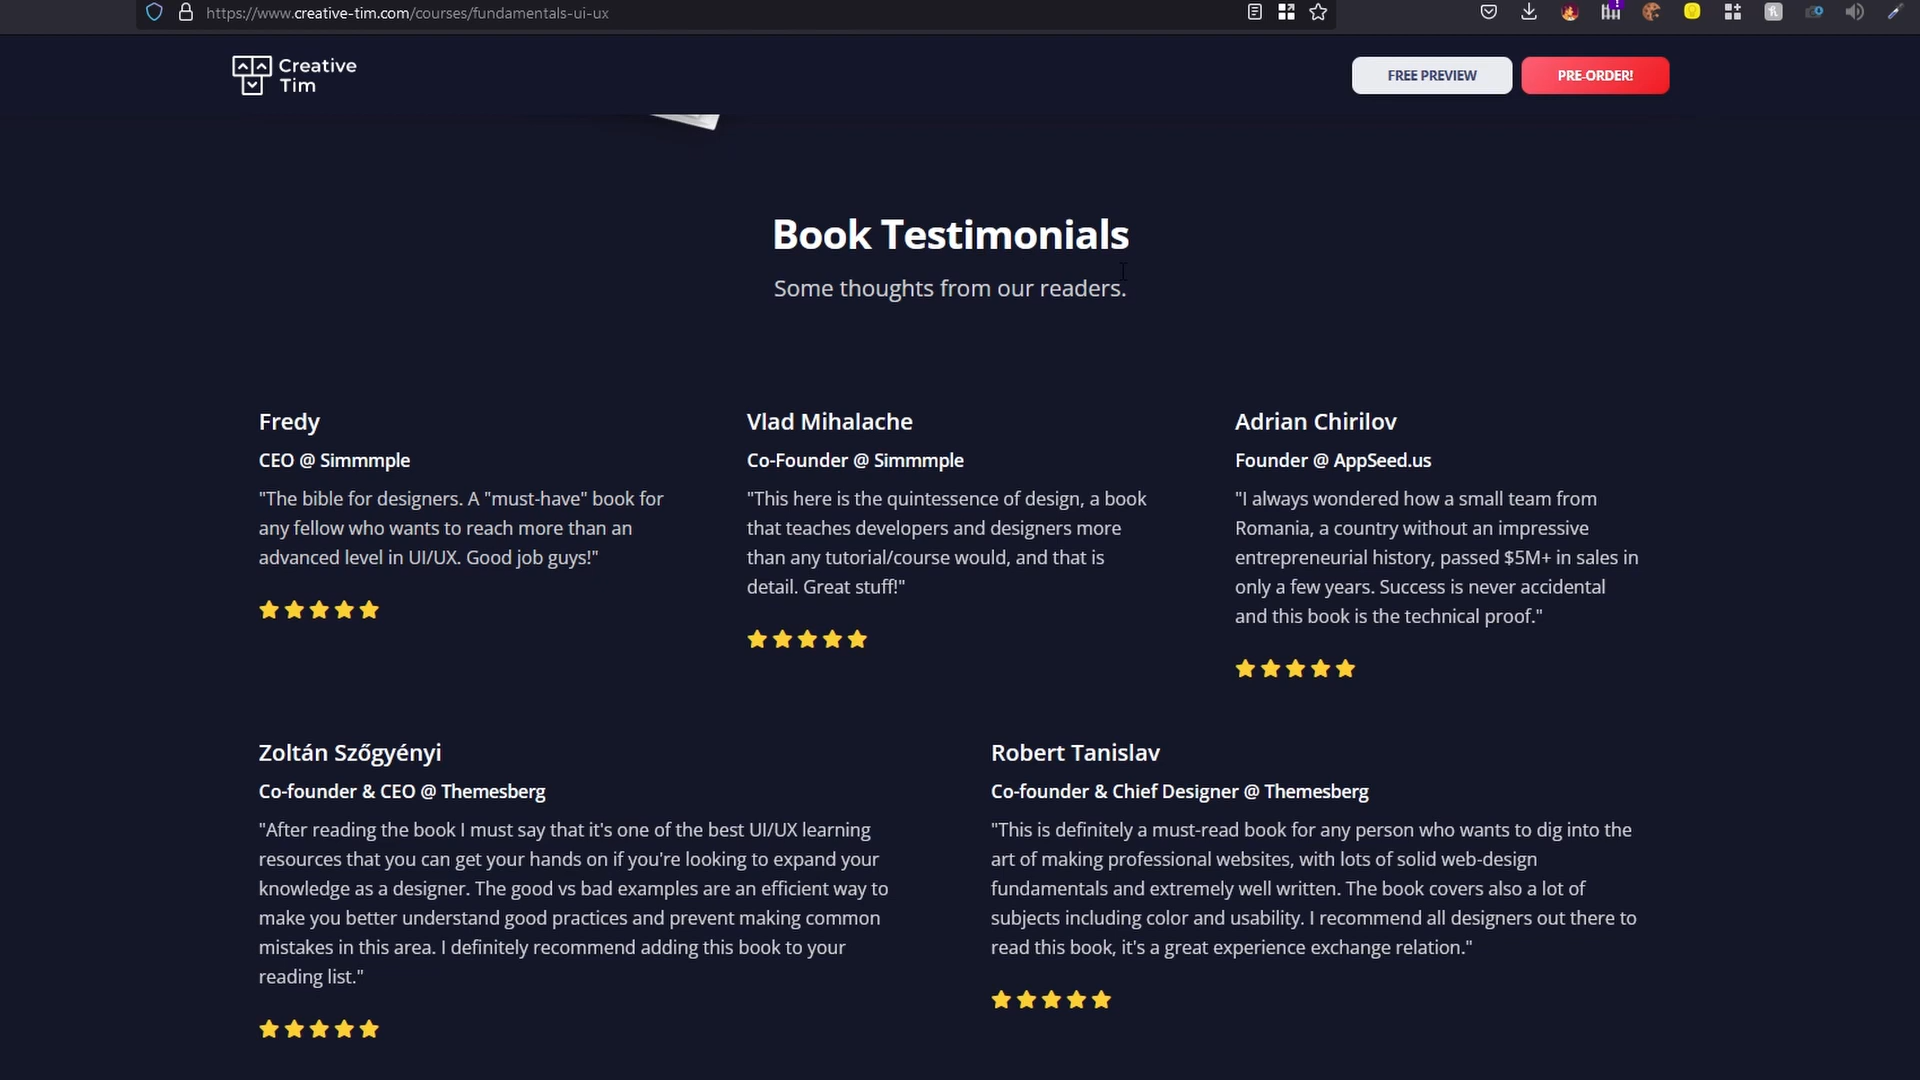 https://www.creative-tim.com/courses/fundamentals-ui-ux
Creative
Tim
FREE PREVIEW
PRE-ORDER!
Book Testimonials
Some thoughts from our readers.
Fredy
CEO @ Simmmple
"The bible for designers. A "must-have" book for
any fellow who wants to reach more than an
advanced level in UI/UX. Good job guys!"
Vlad Mihalache
Co-Founder @ Simmmple
"This here is the quintessence of design, a book
that teaches developers and designers more
than any tutorial/course would, and that is
detail. Great stuff!"
Adrian Chirilov
Founder @ AppSeed.us
"I always wondered how a small team from
Romania, a country without an impressive
entrepreneurial history, passed $5M+ in sales in
only a few years. Success is never accidental
and this book is the technical proof."
Zoltán Szőgyényi
Co-founder & CEO @ Themesberg
"After reading the book I must say that it's one of the best UI/UX learning
resources that you can get your hands on if you're looking to expand your
knowledge as a designer. The good vs bad examples are an efficient way to
make you better understand good practices and prevent making common
mistakes in this area. I definitely recommend adding this book to your
reading list."
Robert Tanislav
Co-founder & Chief Designer @ Themesberg
"This is definitely a must-read book for any person who wants to dig into the
art of making professional websites, with lots of solid web-design
fundamentals and extremely well written. The book covers also a lot of
subjects including color and usability. I recommend all designers out there to
read this book, it's a great experience exchange relation."